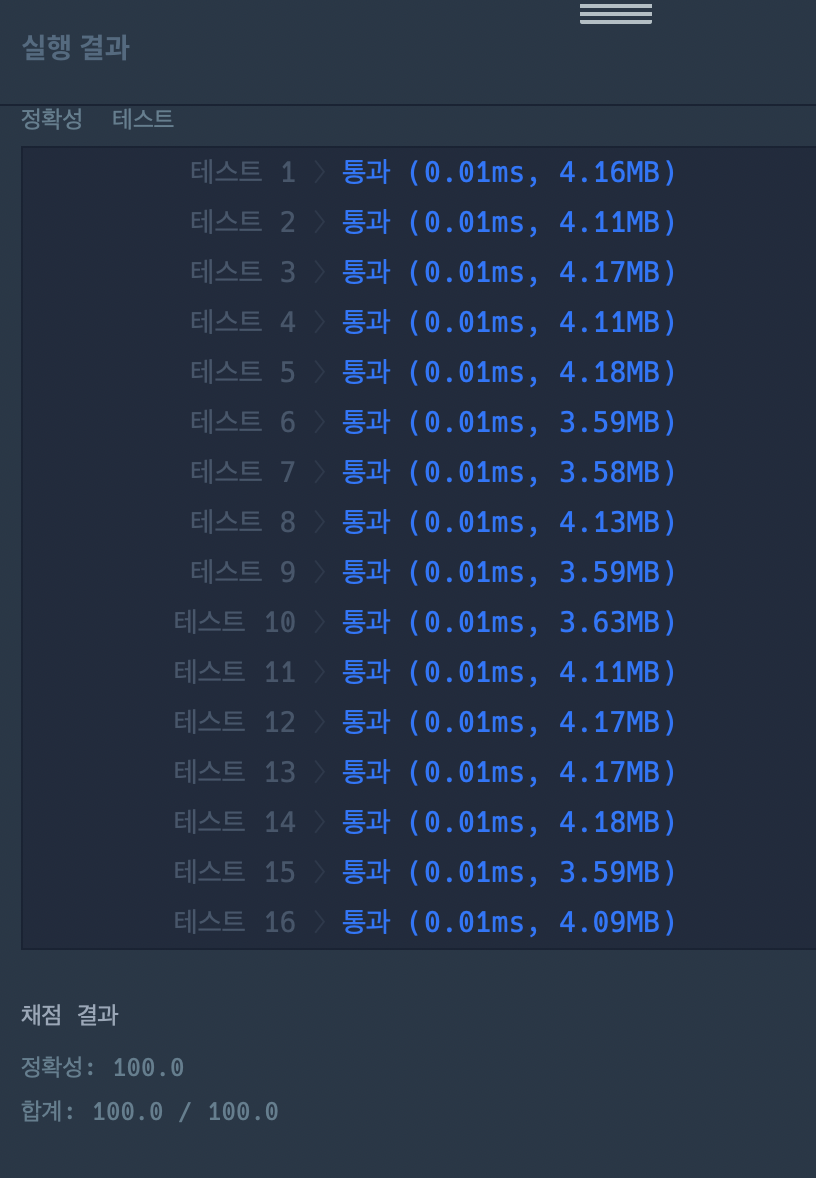 실행 결과
정확성 테스트
테스트 1 〉 통과 (0.01ms, 4.16MB)
테스트 2 〉 통과 (0.01ms, 4.11MB)
테스트 3 〉 통과 (0.01ms, 4.17MB)
테스트 4 〉 통과 (0.01ms, 4.11MB)
테스트 5 〉 통과 (0.01ms, 4.18MB)
테스트 6 〉 통과 (0.01ms, 3.59MB)
테스트 7 〉 통과 (0.01ms, 3.58MB)
테스트 8 〉 통과 (0.01ms, 4.13MB)
테스트 9 〉 통과 (0.01ms, 3.59MB)
테스트 10 〉 통과 (0.01ms, 3.63MB)
테스트 11 〉 통과 (0.01ms, 4.11MB)
테스트 12 〉 통과 (0.01ms, 4.17MB)
테스트 13 〉 통과 (0.01ms, 4.17MB)
테스트 14 〉 통과 (0.01ms, 4.18MB)
테스트 15 〉 통과 (0.01ms, 3.59MB)
테스트 16 〉 통과 (0.01ms, 4.09MB)
채점 결과
정확성: 100.0
합계: 100.0 / 100.0